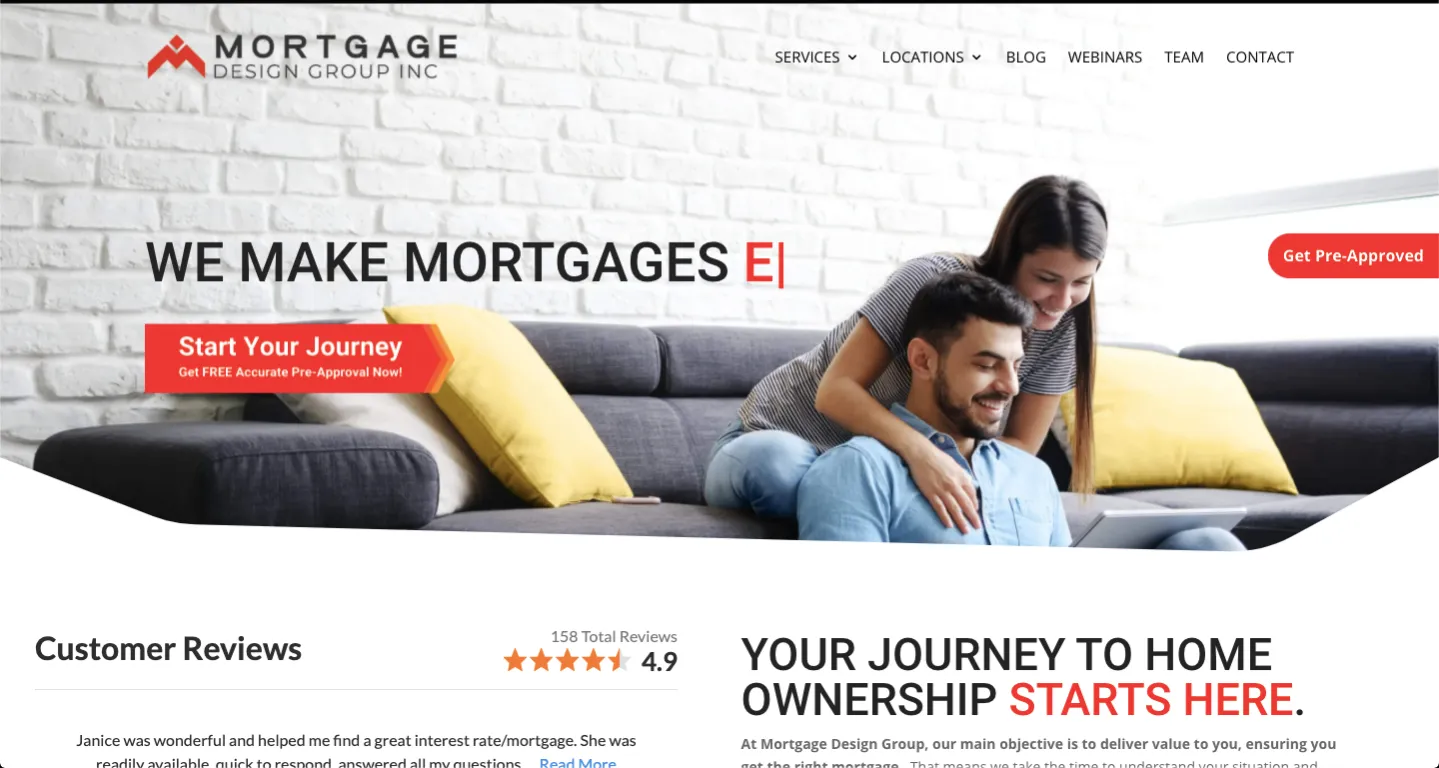 MORTGAGE
DESIGN GROUP INC
SERVICES LOCATIONS BLOG WEBINARS TEAM CONTACT
WE MAKE MORTGAGES E|
Get Pre-Approved
Start Your Journey
Get FREE Accurate Pre-Approval Now!
Customer Reviews
158 Total Reviews
4.9
Janice was wonderful and helped me find a great interest rate/mortgage. She was
readily available, quick to respond, answered all my questions... Read More
YOUR JOURNEY TO HOME
OWNERSHIP STARTS HERE.
At Mortgage Design Group, our main objective is to deliver value to you, ensuring you
get the right mortgage. That means we take the time to understand your situation and